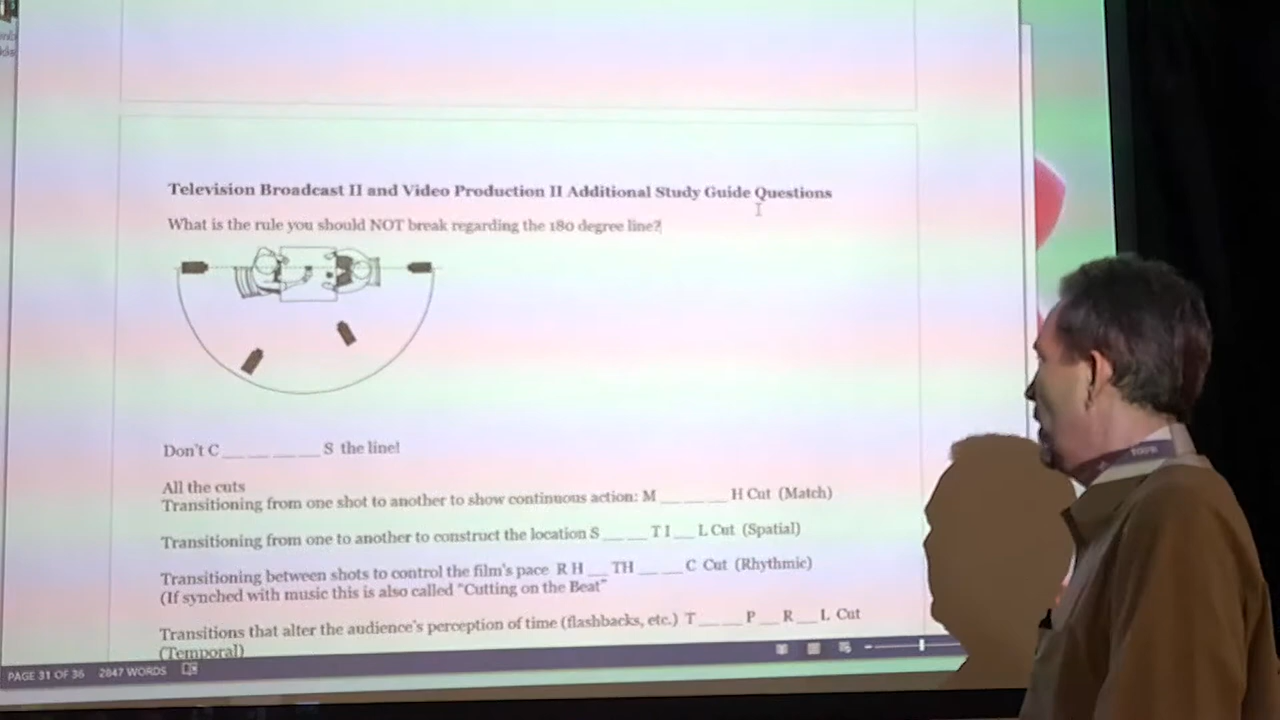 Television Broadcast II and Video Production II Additional Study Guide Questions
What is the rule you should NOT break regarding the 180 degree line?
Don't C __ __ __ __ S the line!
All the cuts
Transitioning from one shot to another to show continuous action: M __ __ __ H Cut (Match)
Transitioning from one to another to construct the location S __ __ T I __ L Cut (Spatial)
Transitioning between shots to control the film's pace R H __ TH __ __ C Cut (Rhythmic)
(If synched with music this is also called "Cutting on the Beat"
Transitions that alter the audience's perception of time (flashbacks, etc.) T __ __ P __ R __ L Cut
(Temporal)
PAGE 31 OF 36 2847 WORDS